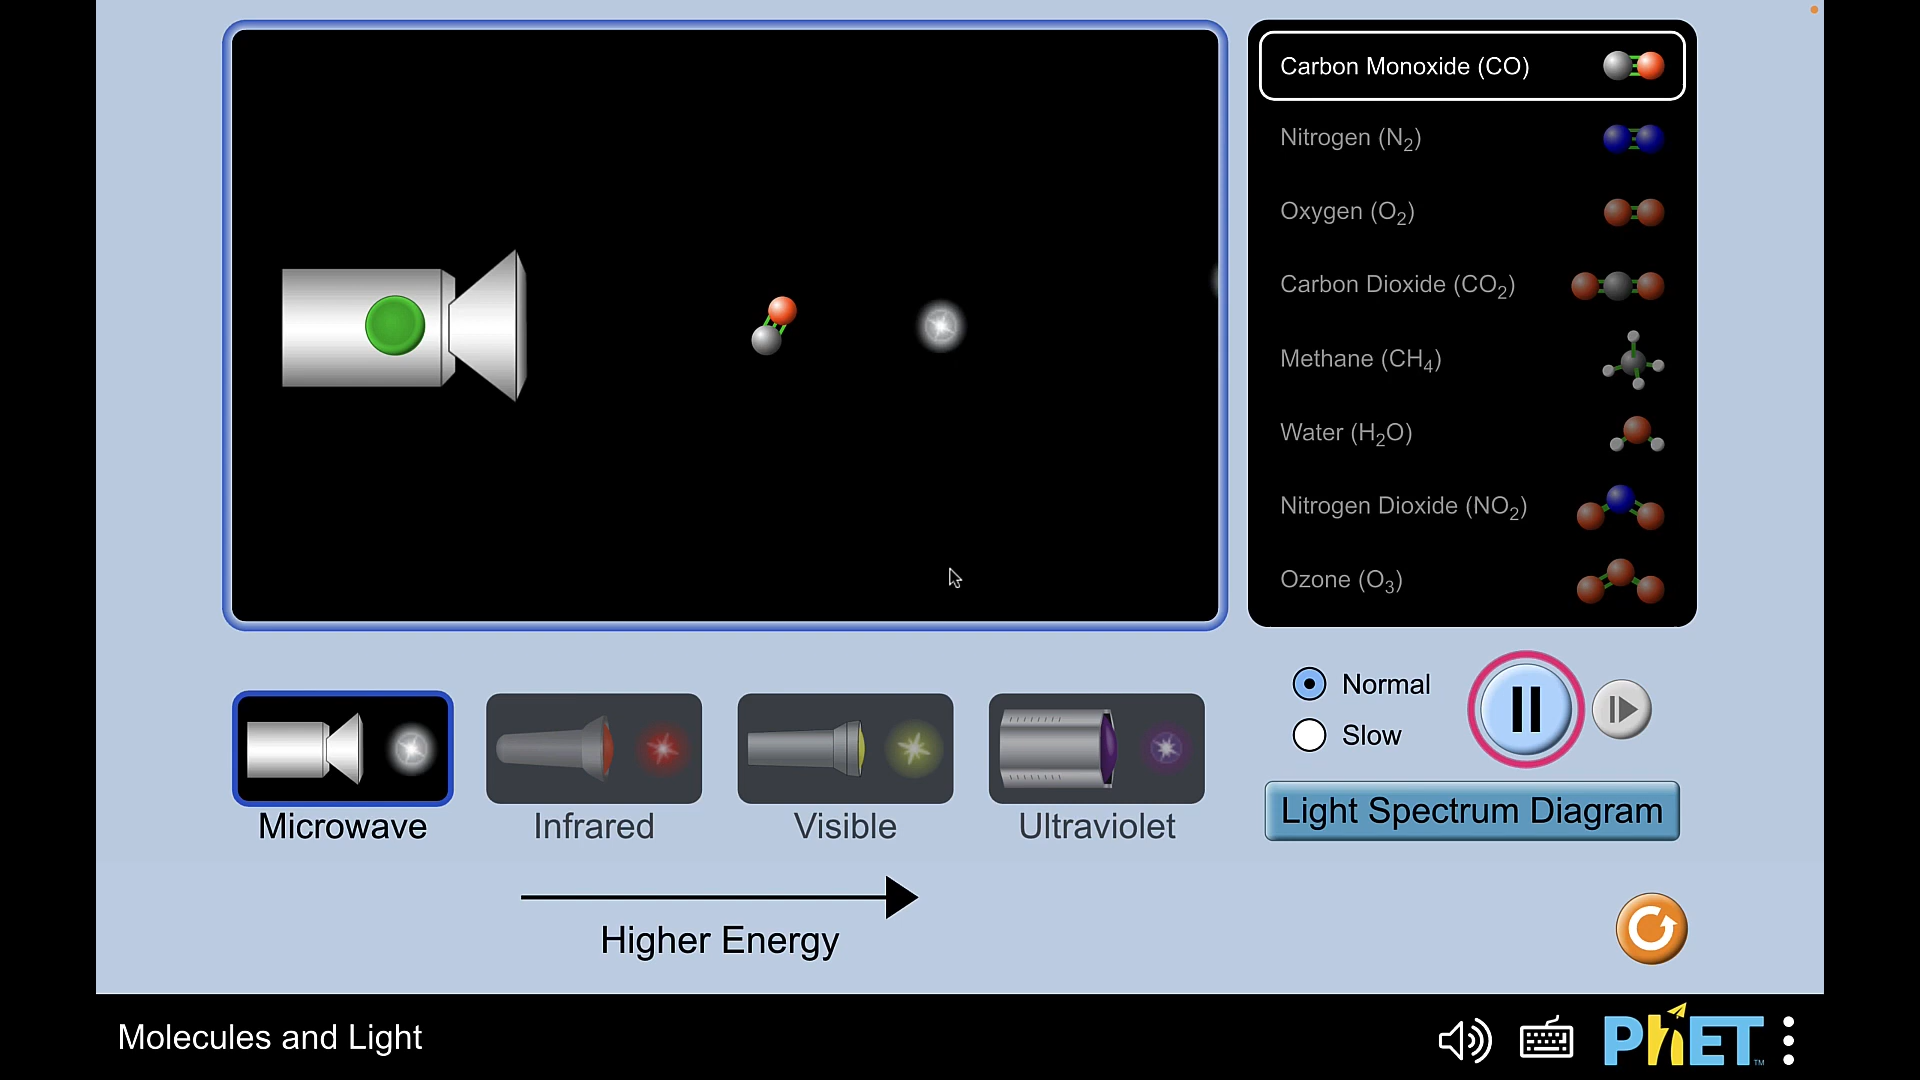 Carbon Monoxide (CO)
Nitrogen (N2)
Oxygen (O2)
Carbon Dioxide (CO2)
Methane (CH4)
Water (H2O)
Nitrogen Dioxide (NO2)
Ozone (O3)
Normal
Slow
Microwave
Infrared
Visible
Ultraviolet
Light Spectrum Diagram
Higher Energy
Molecules and Light
PhET™